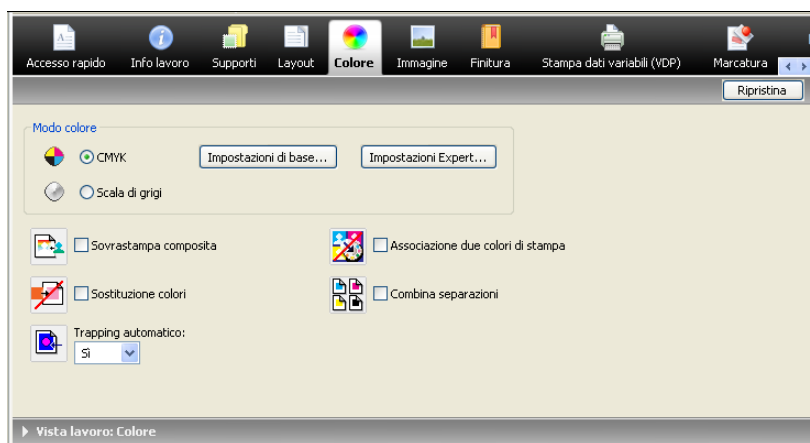 Accesso rapido Info lavoro Supporti Layout Colore Immagine Finitura Stampa dati variabili (VDP) Marcatura
Ripristina
Modo colore
CMYK Impostazioni di base... Impostazioni Expert...
Scala di grigi
Sovrastampa composita Associazione due colori di stampa
Sostituzione colori Combina separazioni
Trapping automatico:
Sì
Vista lavoro: Colore